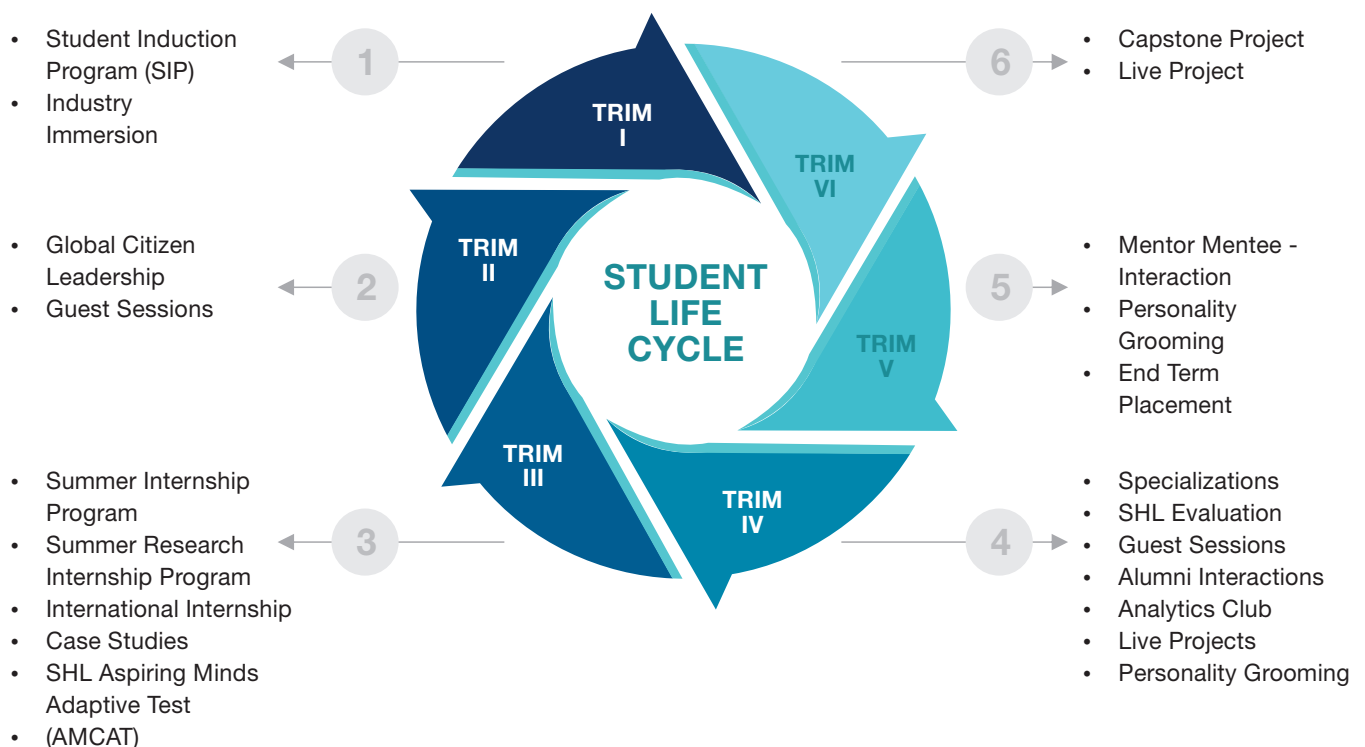 • Student Induction
Program (SIP)
• Industry
Immersion
1
• Global Citizen
Leadership
• Guest Sessions
2
• Summer Internship
Program
• Summer Research
Internship Program
• International Internship
• Case Studies
• SHL Aspiring Minds
Adaptive Test
• (AMCAT)
3
TRIM
I
TRIM
II
TRIM
III
TRIM
IV
TRIM
V
TRIM
VI
STUDENT
LIFE
CYCLE
6
• Capstone Project
• Live Project
5
• Mentor Mentee -
Interaction
• Personality
Grooming
• End Term
Placement
4
• Specializations
• SHL Evaluation
• Guest Sessions
• Alumni Interactions
• Analytics Club
• Live Projects
• Personality Grooming